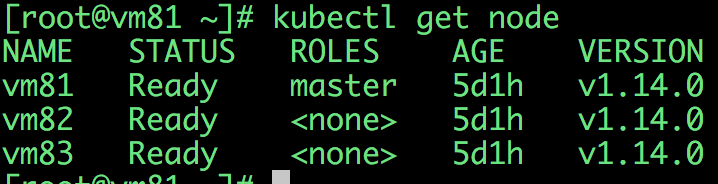 [root@vm81 ~]# kubectl get node
NAME STATUS ROLES AGE VERSION
vm81 Ready master 5d1h v1.14.0
vm82 Ready <none> 5d1h v1.14.0
vm83 Ready <none> 5d1h v1.14.0
[root@vm81 ~]#